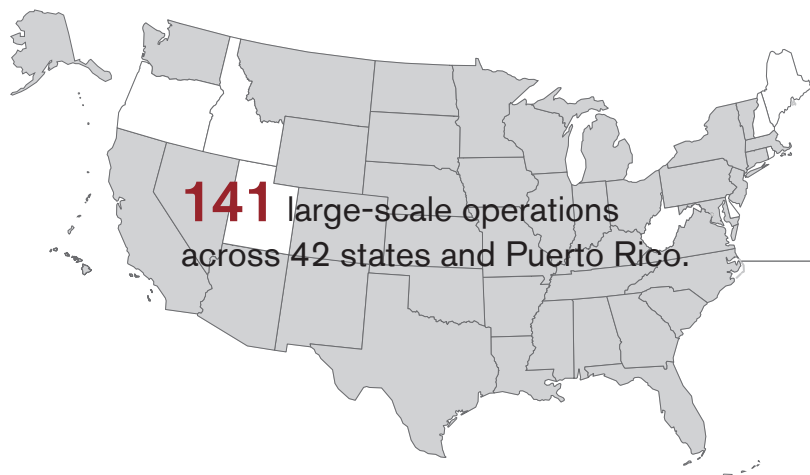 141 large-scale operations
across 42 states and Puerto Rico.